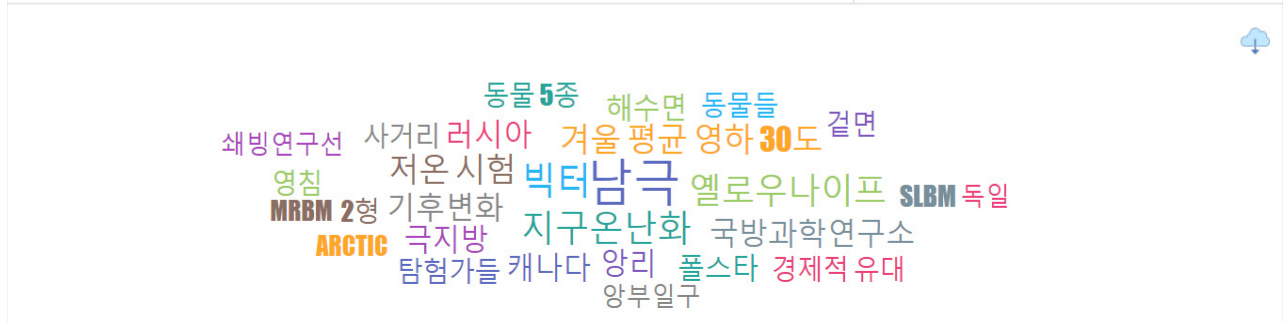 동물 5종 해수면 동물들 겉면
쇄빙연구선 사거리 러시아 겨울 평균 영하 30도
영침 저온 시험 빅터 남극 옐로우나이프 SLBM 독일
MRBM 2형 기후변화 지구온난화 국방과학연구소
ARCTIC 극지방
탐험가들 캐나다 앙리 폴스타 경제적 유대
앙부일구